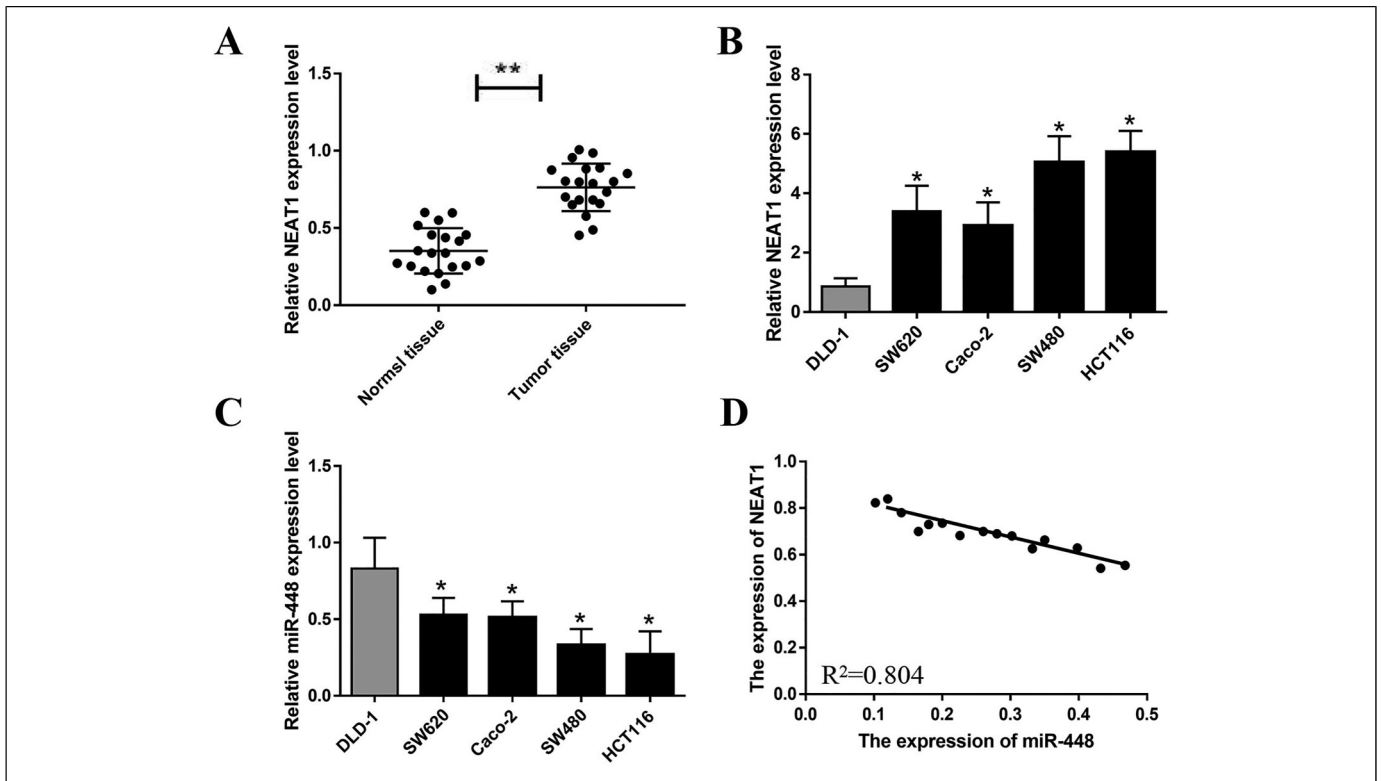 A
Relative NEAT1 expression level
1.5
1.0
0.5
0.0
**
Normsl tissue
Tumor tissue
B
Relative NEAT1 expression level
8
6
4
2
0
*
*
*
*
DLD-1
SW620
Caco-2
SW480
HCT116
C
Relative miR-448 expression level
1.5
1.0
0.5
0.0
*
*
*
*
DLD-1
SW620
Caco-2
SW480
HCT116
D
The expression of NEAT1
1.0
0.8
0.6
0.4
0.2
0.0
R²=0.804
0.0 0.1 0.2 0.3 0.4 0.5
The expression of miR-448